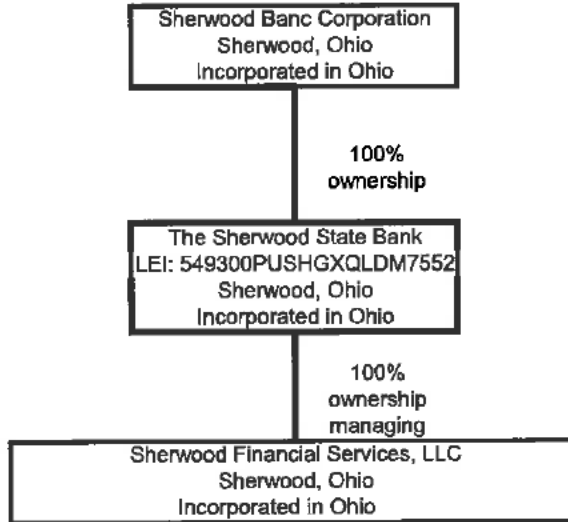 Sherwood Banc Corporation
Sherwood, Ohio
Incorporated in Ohio
100%
ownership
The Sherwood State Bank
LEI: 549300PUSHGXQLDM7552
Sherwood, Ohio
Incorporated in Ohio
100%
ownership
managing
Sherwood Financial Services, LLC
Sherwood, Ohio
Incorporated in Ohio